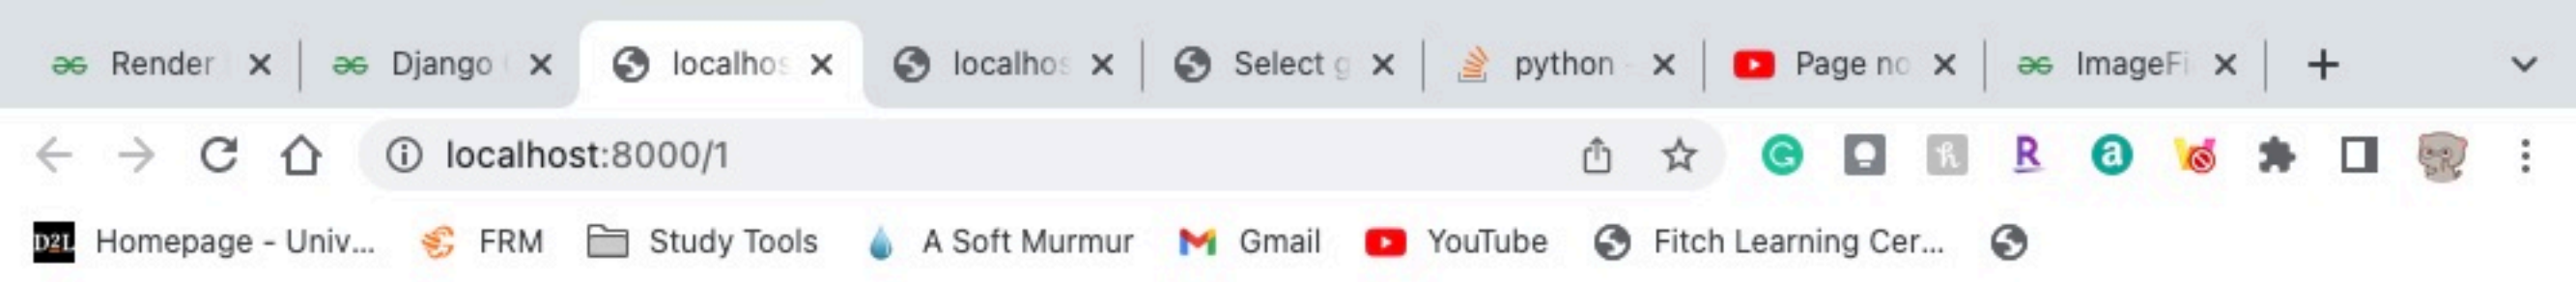 Render Django localhos localhos Select g python - Page no ImageFi
localhost:8000/1
D2L Homepage - Univ... FRM Study Tools A Soft Murmur Gmail YouTube Fitch Learning Cer...